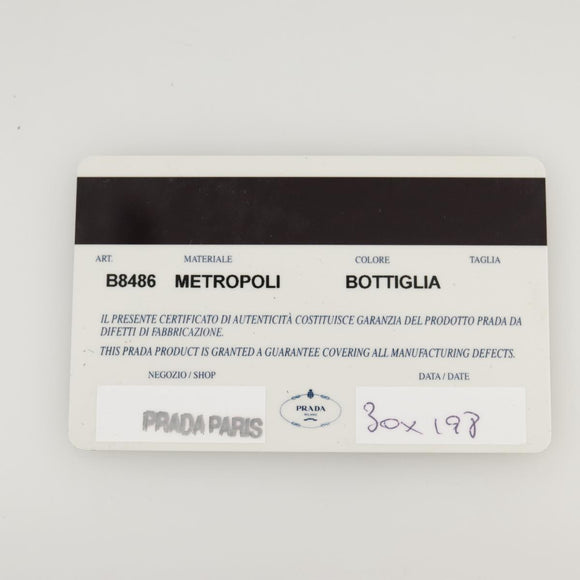 ART. MATERIALE COLORE TAGLIA
B8486 METROPOLI BOTTIGLIA
IL PRESENTE CERTIFICATO DI AUTENTICITÀ COSTITUISCE GARANZIA DEL PRODOTTO PRADA DA
DIFETTI DI FABBRICAZIONE.
THIS PRADA PRODUCT IS GRANTED A GUARANTEE COVERING ALL MANUFACTURING DEFECTS.
NEGOZIO / SHOP DATA / DATE
PRADA PARIS
PRADA
MILANO
30x198